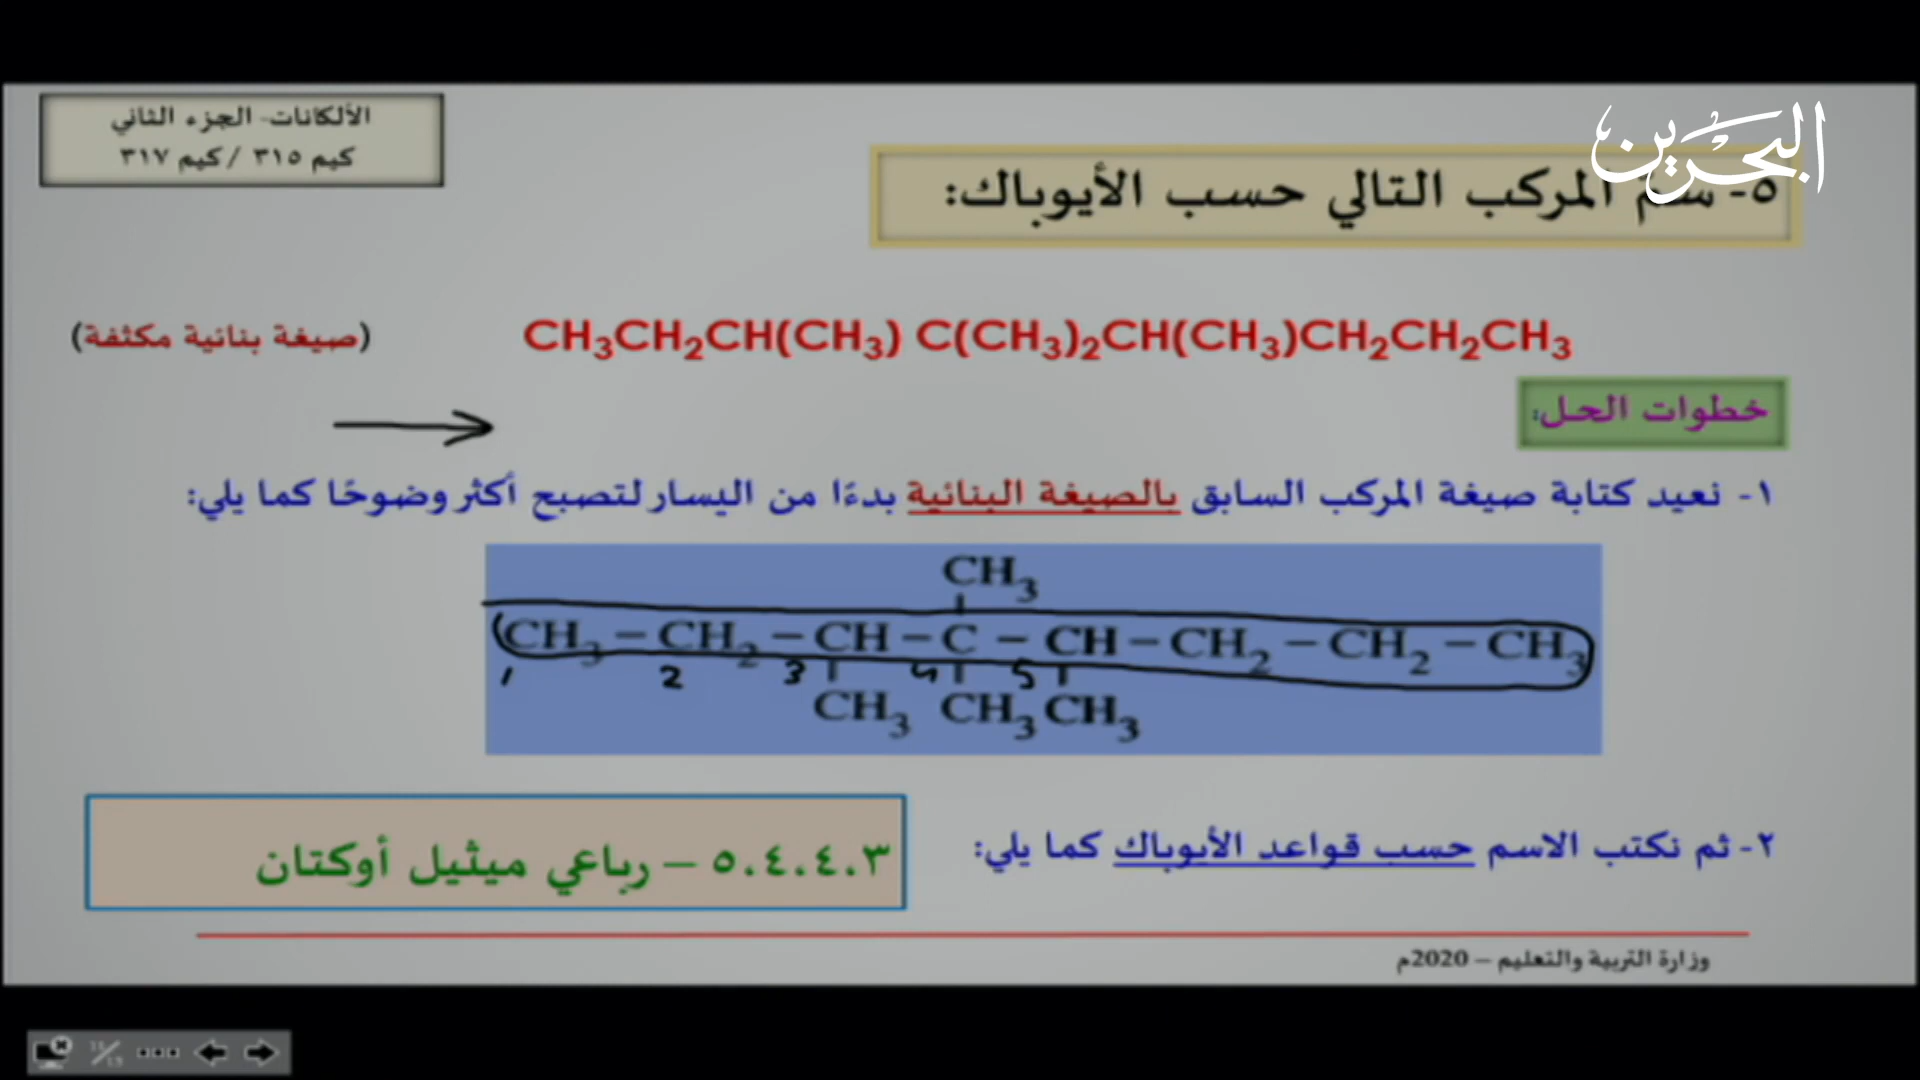 البحرين
الألكانات- الجزء الثاني
كيم ٣١٥ / كيم ٣١٧
٥- سمّ المركب التالي حسب الأيوباك:
CH₃CH₂CH(CH₃) C(CH₃)₂CH(CH₃)CH₂CH₂CH₃
(صيغة بنائية مكثفة)
خطوات الحل:
١- نعيد كتابة صيغة المركب السابق بالصيغة البنائية بدءًا من اليسار لتصبح أكثر وضوحًا كما يلي:
CH₃
CH₃ – CH₂ – CH – C – CH – CH₂ – CH₂ – CH₃
1 2 3 4 5
CH₃ CH₃ CH₃
٢- ثم نكتب الاسم حسب قواعد الأيوباك كما يلي:
٥،٤،٤،٣ – رباعي ميثيل أوكتان
وزارة التربية والتعليم – 2020م
11/19